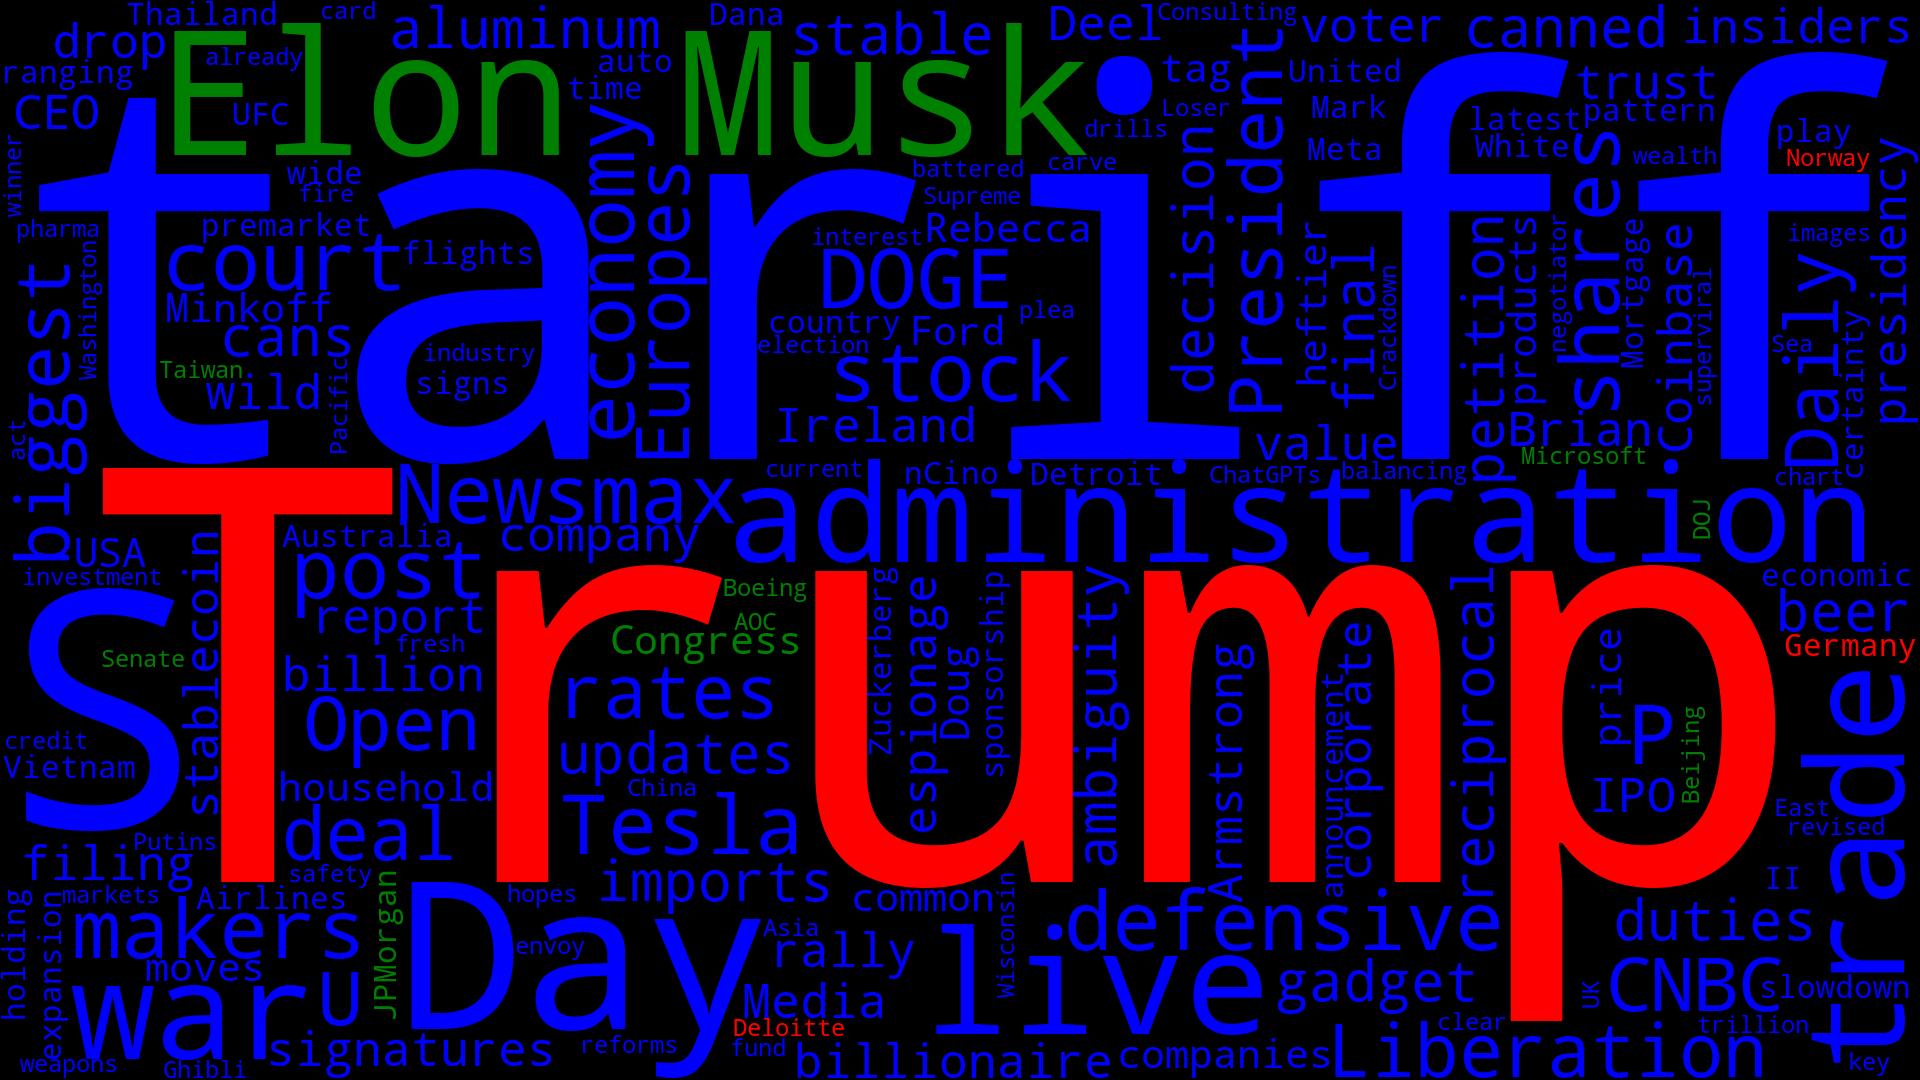 Thailand
card
aluminum
Dana
stable
Deel
Consulting
voter
canned
insiders
drop
Elon Musk
already
auto
tag
President
United
trust
ranging
time
CEO
UFC
Loser
Mark
latest
pattern
drills
White
play
Meta
wealth
Norway
winner
tariff
wide
fire
economy
Europes
battered
carve
Supreme
decision
shares
presidency
pharma
premarket
court
flights
interest
Rebecca
heftier
final
petition
products
negotiator
Mortgage
Coinbase
Daily
images
Washington
biggest
Minkoff
cans
DOGE
country
Ford
plea
election
Crackdown
superviral
Sea
certainty
industry
signs
Taiwan
wild
Pacific
stock
Ireland
value
Brian
act
Microsoft
Newsmax
current
nCino
Detroit
ChatGPTs
balancing
chart
administration
DOJ
Australia
company
USA
post
investment
stablecoin
s
Trump
report
fresh
Boeing
AOC
Congress
Zuckerberg
espionage
Doug
sponsorship
ambiguity
reciprocal
economic
beer
Germany
Senate
billion
rates
Armstrong
announcement
corporate
price
P
Beijing
IPO
trade
Open
updates
credit
Vietnam
household
China
deal
Tesla
East
revised
Putins
filing
safety
imports
II
markets
Airlines
JPMorgan
hopes
common
Wisconsin
defensive
duties
holding
expansion
makers
moves
Day
envoy
Asia
rally
live
gadget
CNBC
slowdown
war
U
Media
UK
Deloitte
clear
trillion
weapons
Ghibli
signatures
reforms
fund
billionaire
companies
Liberation
key